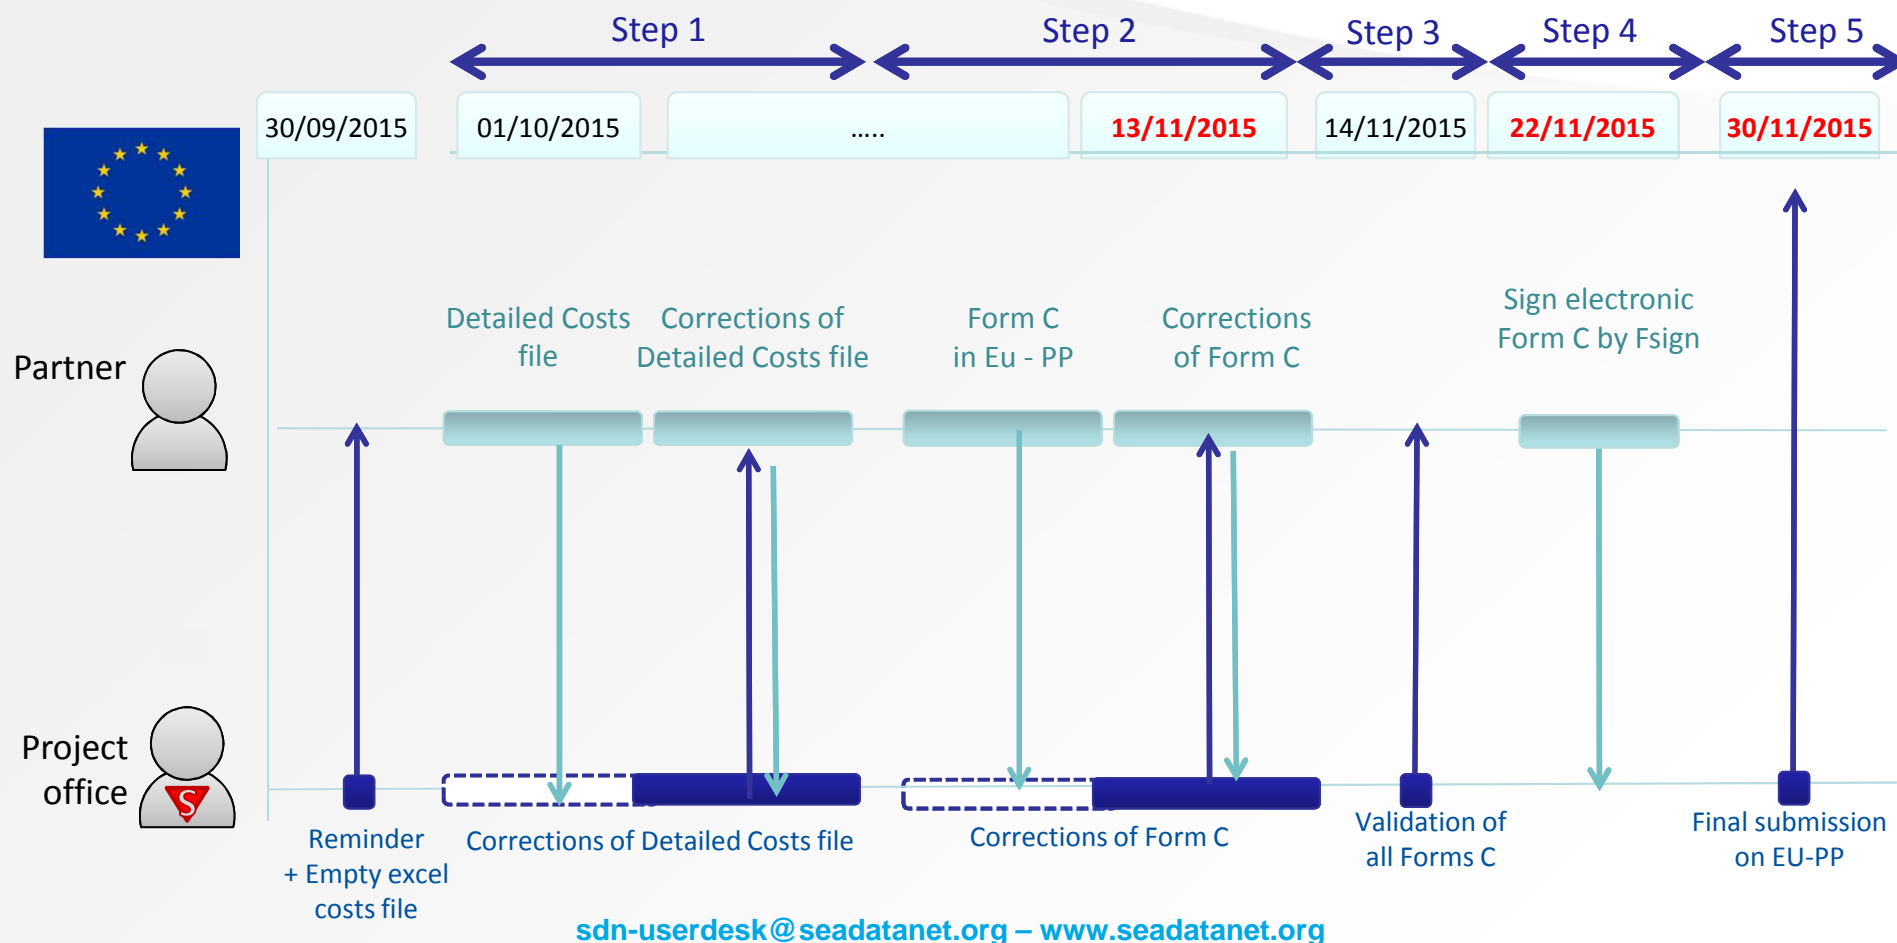 Step 1
Step 2
Step 3
Step 4
Step 5
30/09/2015
01/10/2015
.....
13/11/2015
14/11/2015
22/11/2015
30/11/2015
Detailed Costs
file
Corrections of
Detailed Costs file
Form C
in Eu - PP
Corrections
of Form C
Sign electronic
Form C by Fsign
Partner
Project
office
S
Reminder
+ Empty excel
costs file
Corrections of Detailed Costs file
Corrections of Form C
Validation of
all Forms C
Final submission
on EU-PP
sdn-userdesk@seadatanet.org – www.seadatanet.org